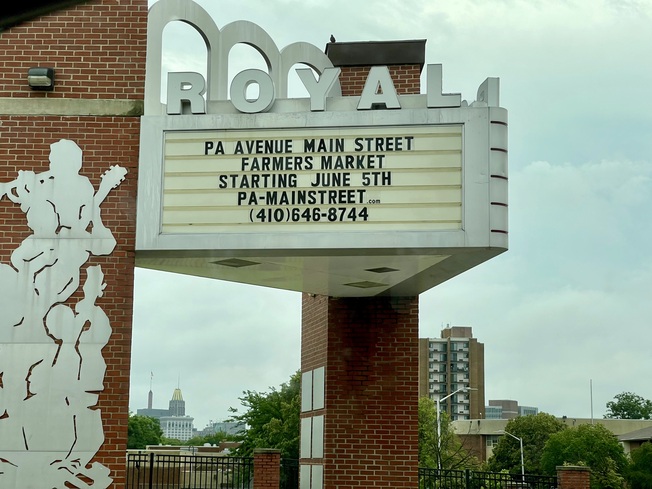 ROYAL
PA AVENUE MAIN STREET
FARMERS MARKET
STARTING JUNE 5TH
PA-MAINSTREET.com
(410)646-8744